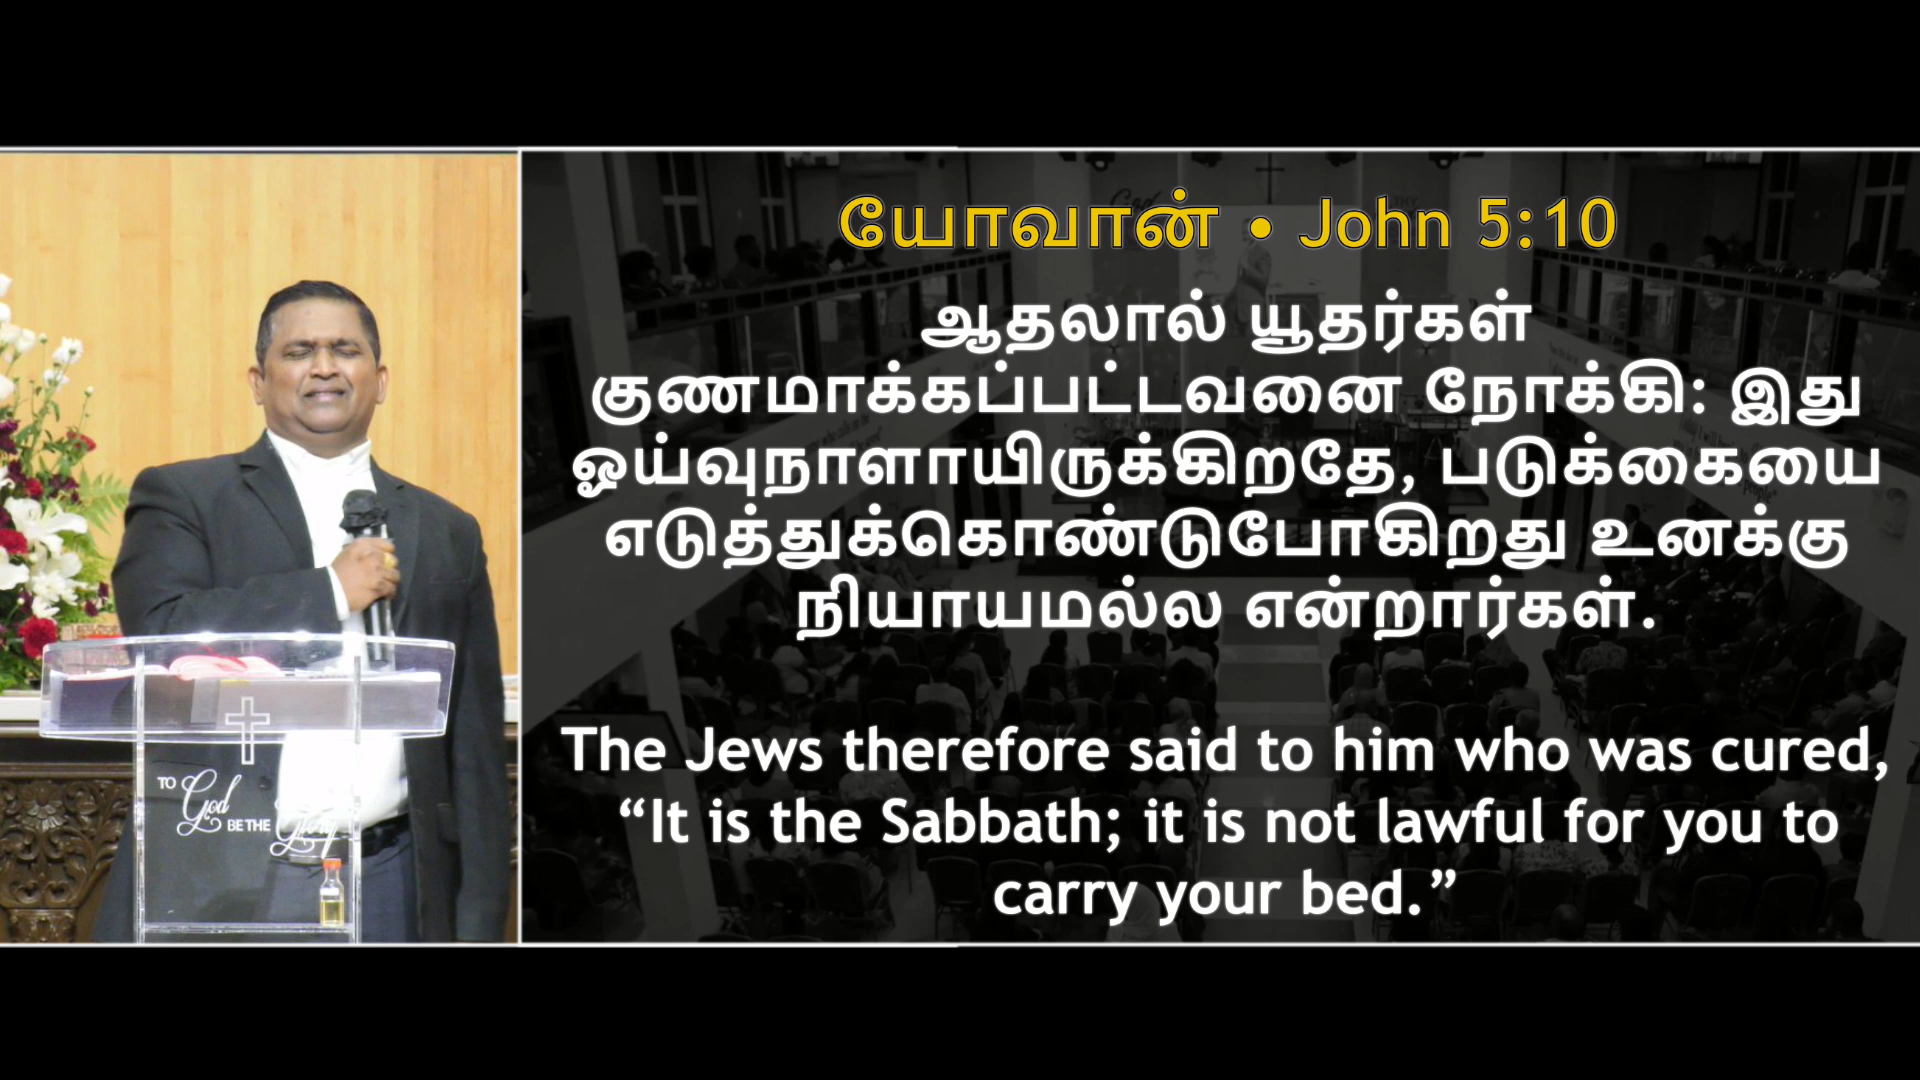 யோவான் • John 5:10
ஆதலால் யூதர்கள்
குணமாக்கப்பட்டவனை நோக்கி: இது
ஓய்வுநாளாயிருக்கிறதே, படுக்கையை
எடுத்துக்கொண்டுபோகிறது உனக்கு
நியாயமல்ல என்றார்கள்.
The Jews therefore said to him who was cured,
“It is the Sabbath; it is not lawful for you to
carry your bed.”
TO God
BE THE Glory